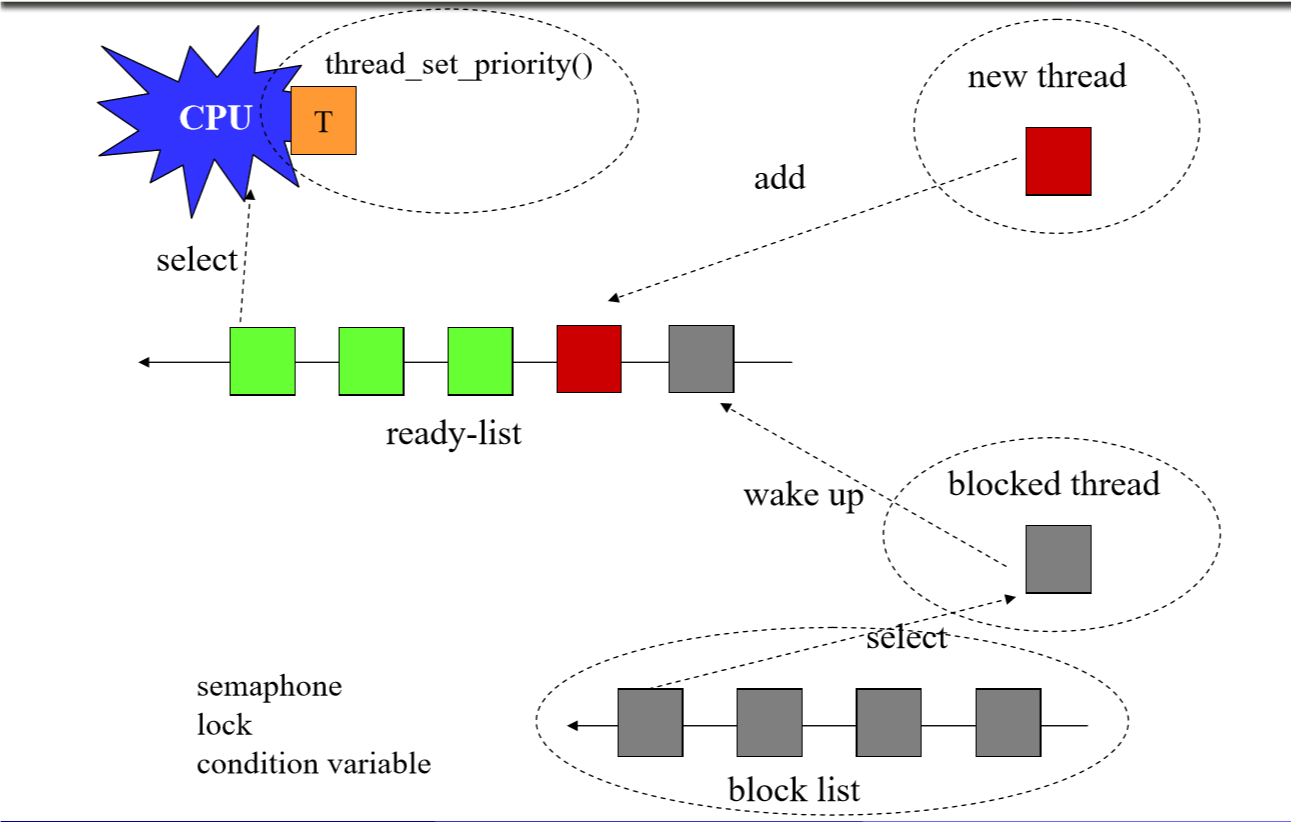 thread_set_priority()
new thread
CPU
T
add
select
ready-list
wake up
blocked thread
select
semaphone
lock
condition variable
block list